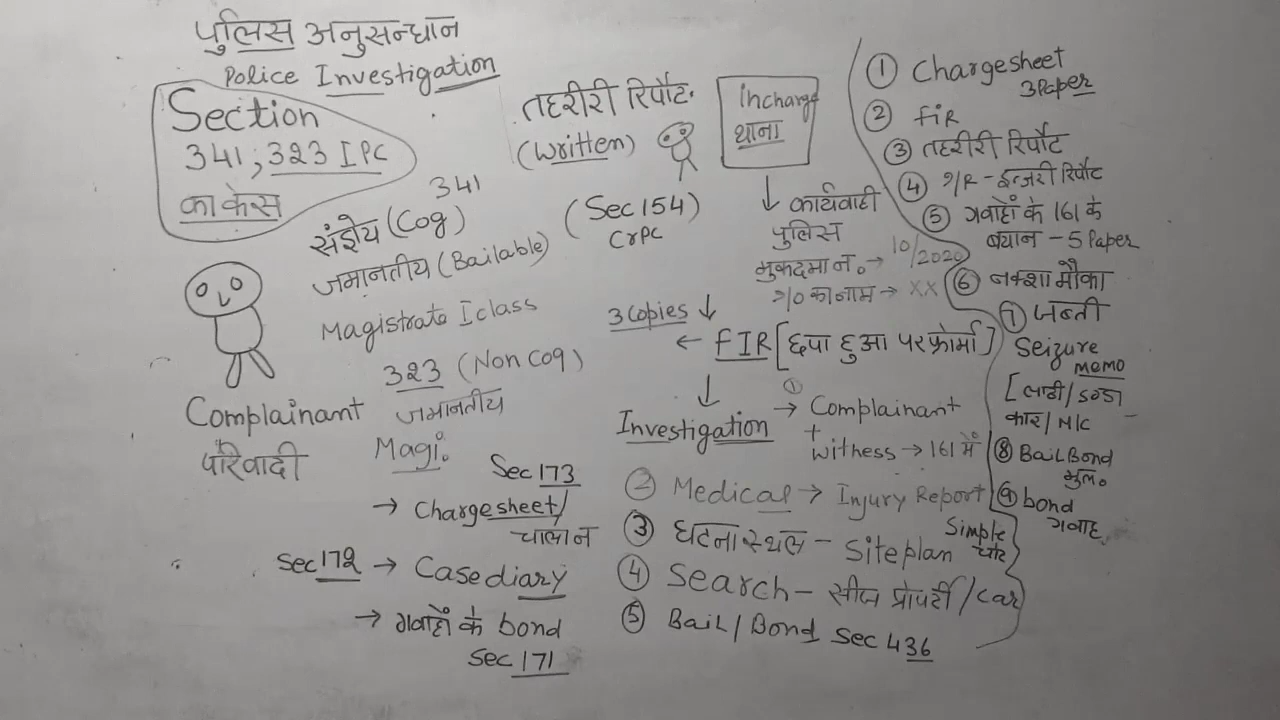 पुलिस अनुसन्धान
Police Investigation
Section
341, 323 IPC
का केस
341
संज्ञेय (Cog)
जमानतीय (Bailable)
Magistrate I class
323 (Non Cog)
जमानतीय
Magi.
Complainant
परिवादी
Sec 173
→ Chargesheet/
चालान
Sec 172 → Case diary
→ गवाहों के bond
Sec 171
तहरीरी रिर्पोट
(Written)
(Sec 154)
CrPC
incharge
थाना
↓ कार्यवाही
पुलिस
मुकदमा न. → 10/2020
का नाम → XX
3 Copies ↓
← FIR [छपा हुआ परफोर्मा]
↓
Investigation → ① Complainant
+
Witness → 161 में
② Medical → Injury Report
③ घटना स्थल - Siteplan
Simple
④ Search - सीज प्रोपर्टी/car
⑤ Bail/Bond Sec 436
① Chargesheet
3 Paper
② FiR
③ तहरीरी रिर्पोट
④ I/R - इन्जरी रिर्पोट
⑤ गवाहों के 161 के
बयान - 5 Paper
⑥ नक्शा मौका
⑦ जब्ती
Seizure
memo
[लाठी/डण्डा
कार/M/C
⑧ Bail Bond
मुल०
⑨ bond
गवाह